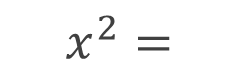 x² =